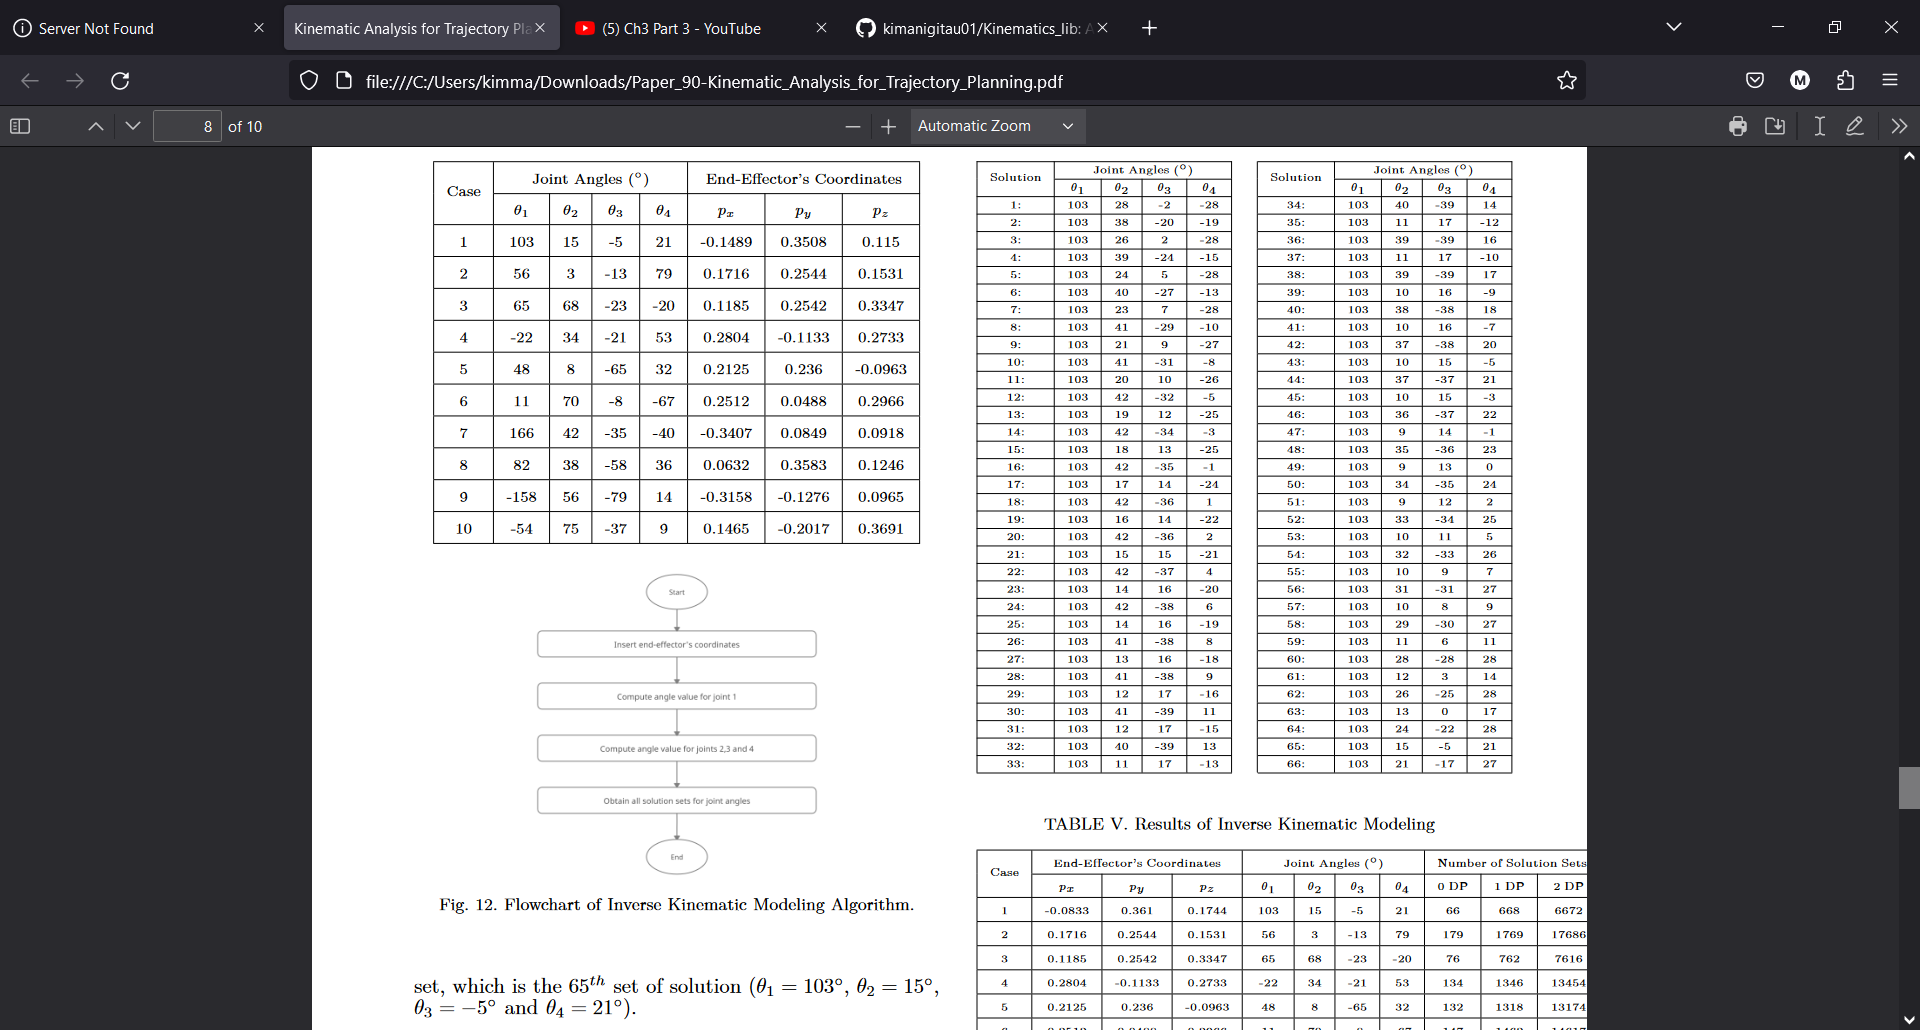 Server Not Found
Kinematic Analysis for Trajectory Pla
(5) Ch3 Part 3 - YouTube
kimanigitau01/Kinematics_lib: A
file:///C:/Users/kimma/Downloads/Paper_90-Kinematic_Analysis_for_Trajectory_Planning.pdf
M
8 of 10
Automatic Zoom
Case Joint Angles (°) End-Effector's Coordinates
θ1 θ2 θ3 θ4 px py pz
1 103 15 -5 21 -0.1489 0.3508 0.115
2 56 3 -13 79 0.1716 0.2544 0.1531
3 65 68 -23 -20 0.1185 0.2542 0.3347
4 -22 34 -21 53 0.2804 -0.1133 0.2733
5 48 8 -65 32 0.2125 0.236 -0.0963
6 11 70 -8 -67 0.2512 0.0488 0.2966
7 166 42 -35 -40 -0.3407 0.0849 0.0918
8 82 38 -58 36 0.0632 0.3583 0.1246
9 -158 56 -79 14 -0.3158 -0.1276 0.0965
10 -54 75 -37 9 0.1465 -0.2017 0.3691
Start
Insert end-effector's coordinates
Compute angle value for joint 1
Compute angle value for joints 2,3 and 4
Obtain all solution sets for joint angles
End
Fig. 12. Flowchart of Inverse Kinematic Modeling Algorithm.
set, which is the 65th set of solution (θ1 = 103°, θ2 = 15°,
θ3 = −5° and θ4 = 21°).
Solution Joint Angles (°)
θ1 θ2 θ3 θ4
1: 103 28 -2 -28
2: 103 38 -20 -19
3: 103 26 2 -28
4: 103 39 -24 -15
5: 103 24 5 -28
6: 103 40 -27 -13
7: 103 23 7 -28
8: 103 41 -29 -10
9: 103 21 9 -27
10: 103 41 -31 -8
11: 103 20 10 -26
12: 103 42 -32 -5
13: 103 19 12 -25
14: 103 42 -34 -3
15: 103 18 13 -25
16: 103 42 -35 -1
17: 103 17 14 -24
18: 103 42 -36 1
19: 103 16 14 -22
20: 103 42 -36 2
21: 103 15 15 -21
22: 103 42 -37 4
23: 103 14 16 -20
24: 103 42 -38 6
25: 103 14 16 -19
26: 103 41 -38 8
27: 103 13 16 -18
28: 103 41 -38 9
29: 103 12 17 -16
30: 103 41 -39 11
31: 103 12 17 -15
32: 103 40 -39 13
33: 103 11 17 -13
Solution Joint Angles (°)
θ1 θ2 θ3 θ4
34: 103 40 -39 14
35: 103 11 17 -12
36: 103 39 -39 16
37: 103 11 17 -10
38: 103 39 -39 17
39: 103 10 16 -9
40: 103 38 -38 18
41: 103 10 16 -7
42: 103 37 -38 20
43: 103 10 15 -5
44: 103 37 -37 21
45: 103 10 15 -3
46: 103 36 -37 22
47: 103 9 14 -1
48: 103 35 -36 23
49: 103 9 13 0
50: 103 34 -35 24
51: 103 9 12 2
52: 103 33 -34 25
53: 103 10 11 5
54: 103 32 -33 26
55: 103 10 9 7
56: 103 31 -31 27
57: 103 10 8 9
58: 103 29 -30 27
59: 103 11 6 11
60: 103 28 -28 28
61: 103 12 3 14
62: 103 26 -25 28
63: 103 13 0 17
64: 103 24 -22 28
65: 103 15 -5 21
66: 103 21 -17 27
TABLE V. Results of Inverse Kinematic Modeling
Case End-Effector's Coordinates Joint Angles (°) Number of Solution Sets
px py pz θ1 θ2 θ3 θ4 0 DP 1 DP 2 DP
1 -0.0833 0.361 0.1744 103 15 -5 21 66 668 6672
2 0.1716 0.2544 0.1531 56 3 -13 79 179 1769 17686
3 0.1185 0.2542 0.3347 65 68 -23 -20 76 762 7616
4 0.2804 -0.1133 0.2733 -22 34 -21 53 134 1346 13454
5 0.2125 0.236 -0.0963 48 8 -65 32 132 1318 13174